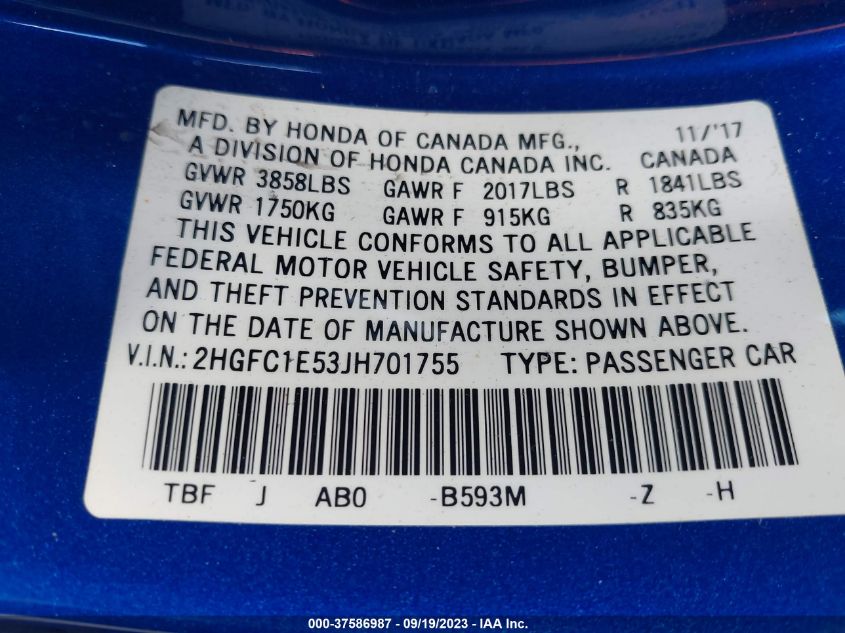 MFD. BY HONDA OF CANADA MFG., 11/'17
A DIVISION OF HONDA CANADA INC. CANADA
GVWR 3858LBS GAWR F 2017LBS R 1841LBS
GVWR 1750KG GAWR F 915KG R 835KG
THIS VEHICLE CONFORMS TO ALL APPLICABLE
FEDERAL MOTOR VEHICLE SAFETY, BUMPER,
AND THEFT PREVENTION STANDARDS IN EFFECT
ON THE DATE OF MANUFACTURE SHOWN ABOVE.
V.I.N.: 2HGFC1E53JH701755 TYPE: PASSENGER CAR
TBF J AB0 -B593M -Z -H
000-37586987 - 09/19/2023 - IAA Inc.